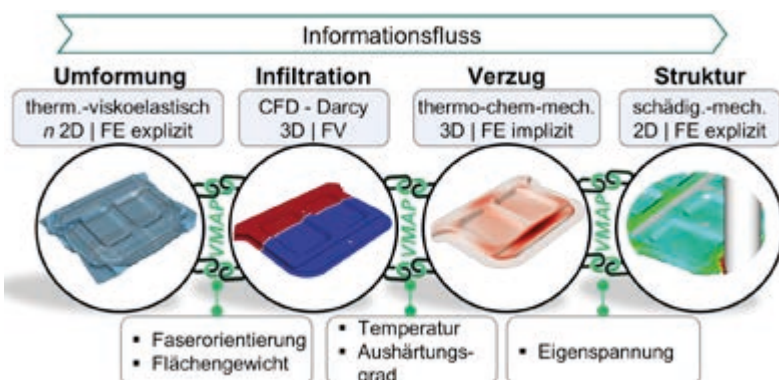 Informationsfluss
Umformung
therm.-viskoelastisch
n 2D | FE explizit
Infiltration
CFD - Darcy
3D | FV
Verzug
thermo-chem-mech.
3D | FE implizit
Struktur
schädig.-mech.
2D | FE explizit
VMAP
VMAP
VMAP
▪ Faserorientierung
▪ Flächengewicht
▪ Temperatur
▪ Aushärtungs-
grad
▪ Eigenspannung